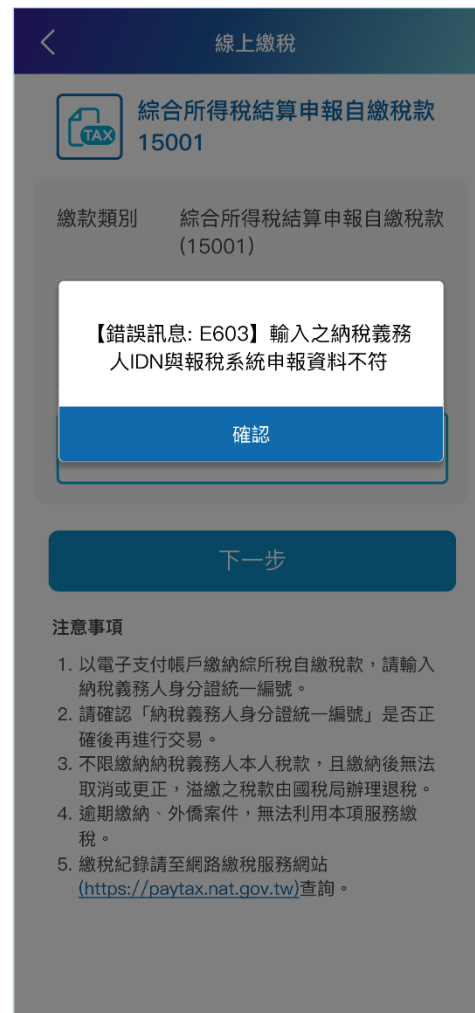 線上繳稅
TAX
綜合所得稅結算申報自繳稅款
15001
繳款類別 綜合所得稅結算申報自繳稅款
(15001)
【錯誤訊息: E603】輸入之納稅義務
人IDN與報稅系統申報資料不符
確認
下一步
注意事項
1. 以電子支付帳戶繳納綜所稅自繳稅款，請輸入
納稅義務人身分證統一編號。
2. 請確認「納稅義務人身分證統一編號」是否正
確後再進行交易。
3. 不限繳納納稅義務人本人稅款，且繳納後無法
取消或更正，溢繳之稅款由國稅局辦理退稅。
4. 逾期繳納、外僑案件，無法利用本項服務繳
稅。
5. 繳稅紀錄請至網路繳稅服務網站
(https://paytax.nat.gov.tw)查詢。